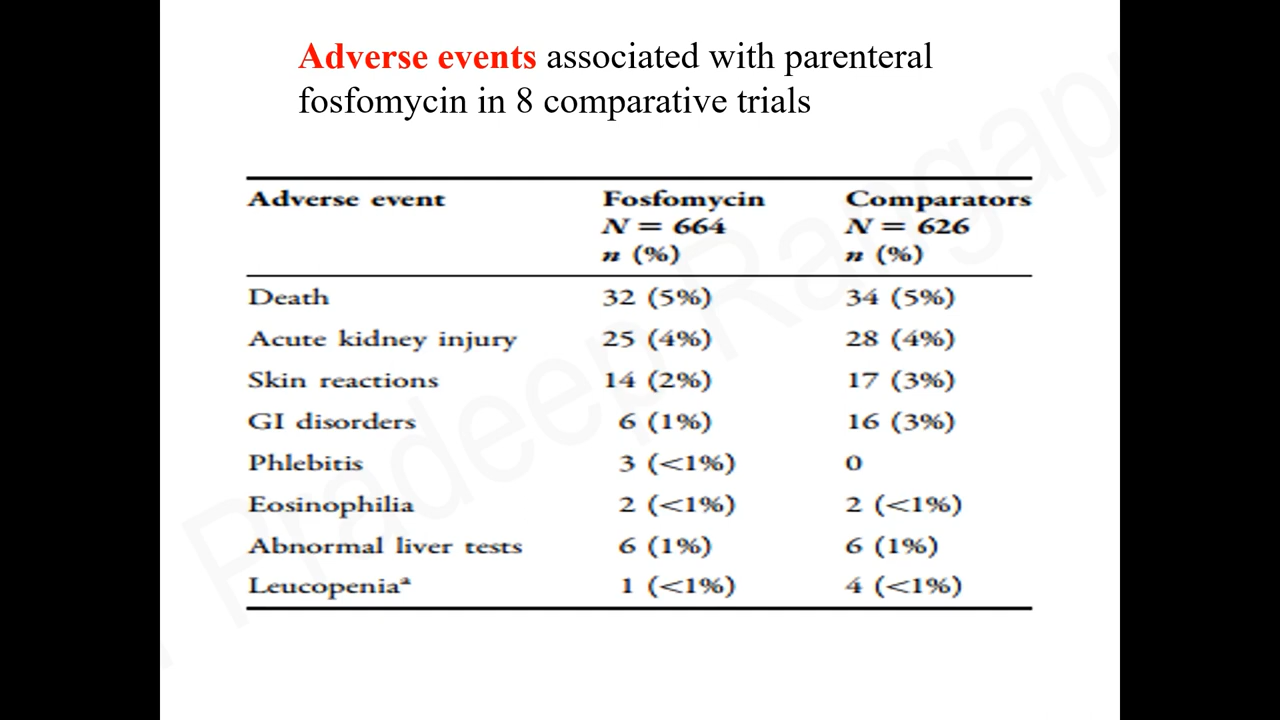 Adverse events associated with parenteral
fosfomycin in 8 comparative trials
Adverse event Fosfomycin Comparators
N = 664 N = 626
n (%) n (%)
Death 32 (5%) 34 (5%)
Acute kidney injury 25 (4%) 28 (4%)
Skin reactions 14 (2%) 17 (3%)
GI disorders 6 (1%) 16 (3%)
Phlebitis 3 (<1%) 0
Eosinophilia 2 (<1%) 2 (<1%)
Abnormal liver tests 6 (1%) 6 (1%)
Leucopeniaª 1 (<1%) 4 (<1%)
Pradeep